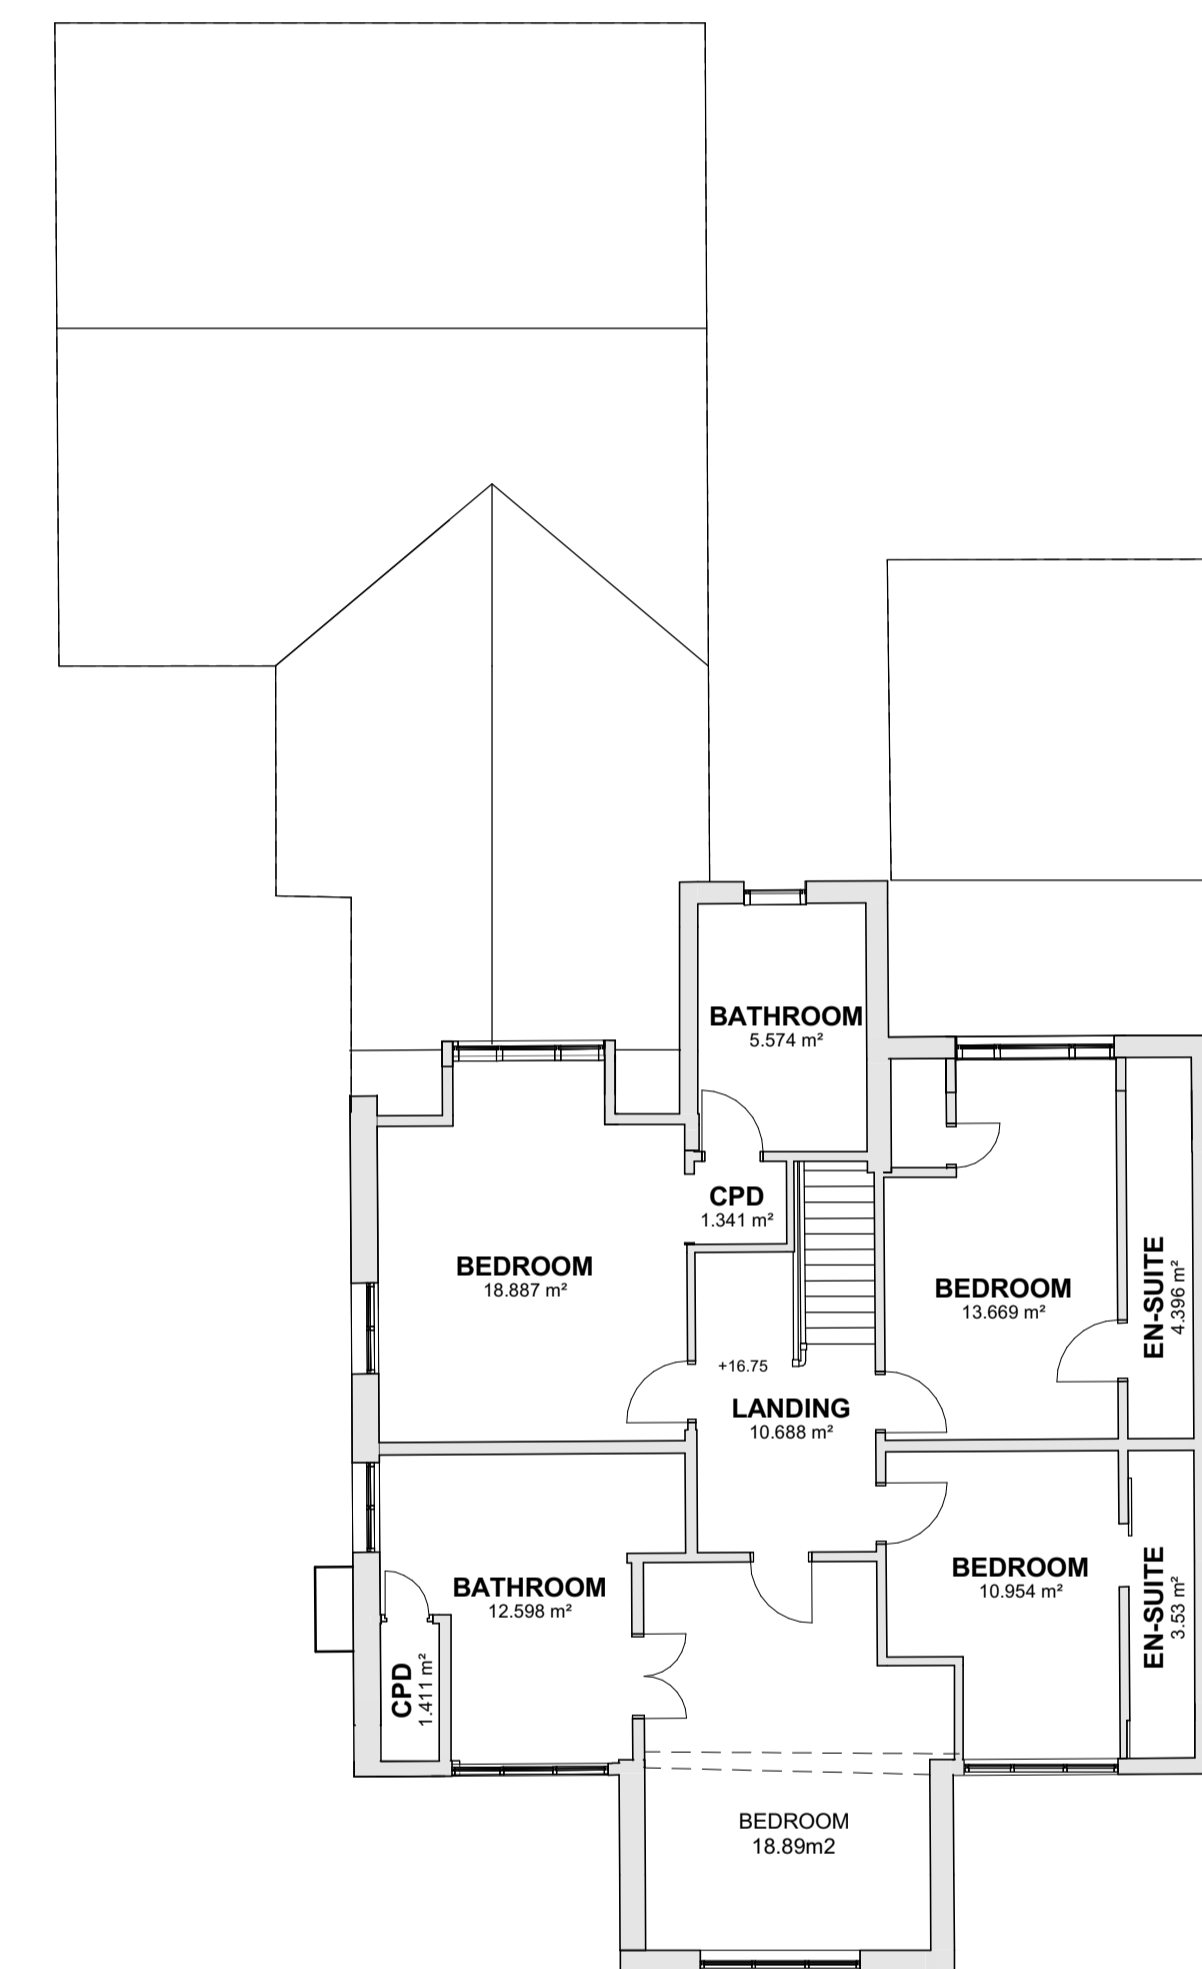 BATHROOM
5.574 m²
CPD
1.341 m²
BEDROOM
18.887 m²
BEDROOM
13.669 m²
EN-SUITE
4.396 m²
+16.75
LANDING
10.688 m²
BATHROOM
12.598 m²
BEDROOM
10.954 m²
EN-SUITE
3.53 m²
CPD
1.411 m²
BEDROOM
18.89m2